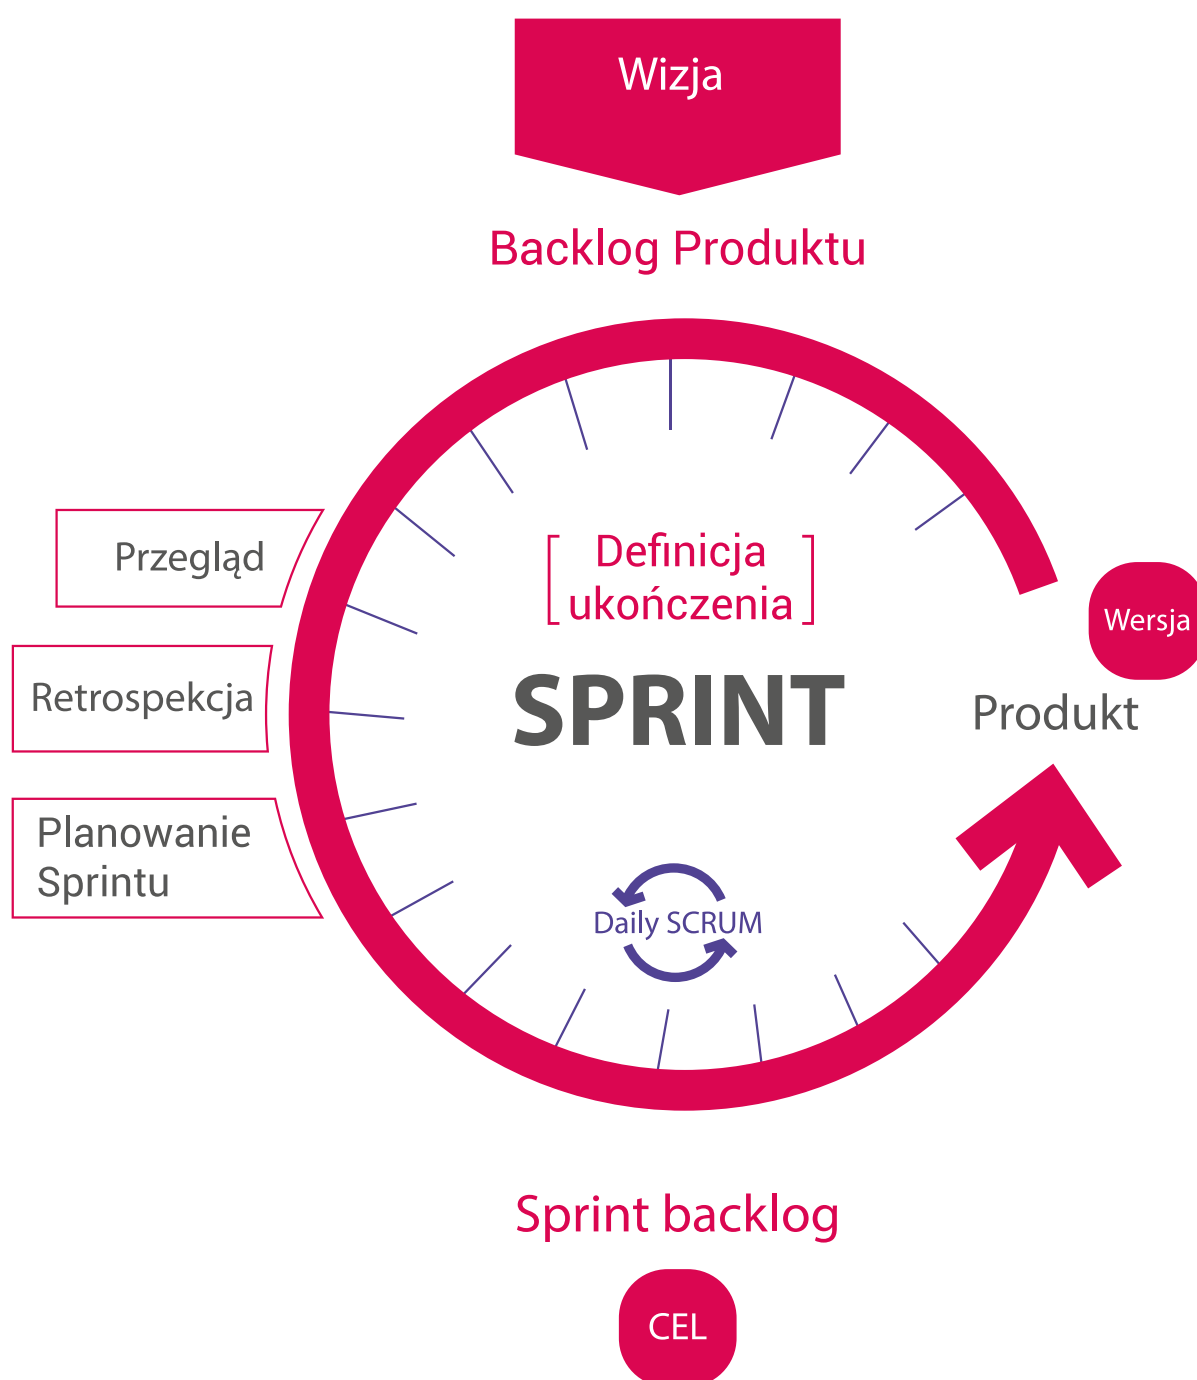 Wizja
Backlog Produktu
Definicja
ukończenia
Przegląd
Wersja
SPRINT
Retrospekcja
Produkt
Planowanie
Sprintu
Daily SCRUM
Sprint backlog
CEL